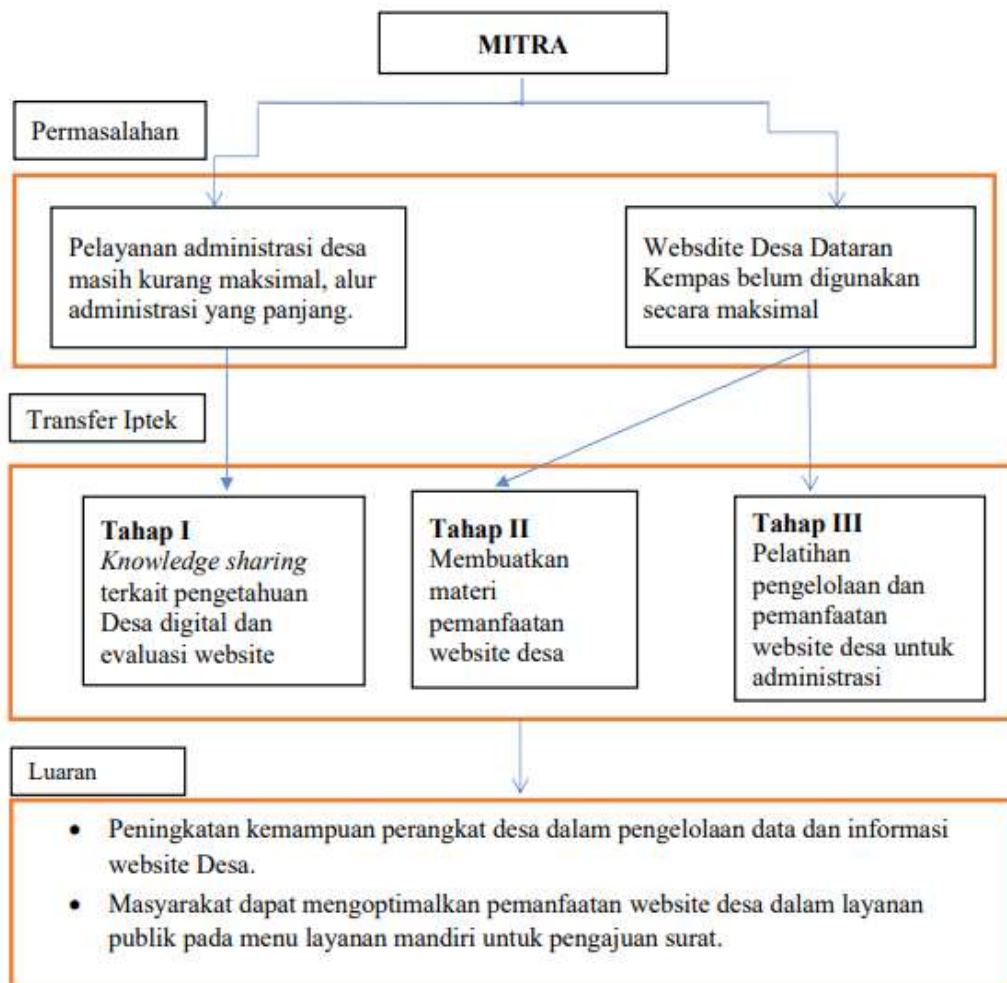 MITRA
Permasalahan
Pelayanan administrasi desa
masih kurang maksimal, alur
administrasi yang panjang.
Websdite Desa Dataran
Kempas belum digunakan
secara maksimal
Transfer Iptek
Tahap I
Knowledge sharing
terkait pengetahuan
Desa digital dan
evaluasi website
Tahap II
Membuatkan
materi
pemanfaatan
website desa
Tahap III
Pelatihan
pengelolaan dan
pemanfaatan
website desa untuk
administrasi
Luaran
• Peningkatan kemampuan perangkat desa dalam pengelolaan data dan informasi
website Desa.
• Masyarakat dapat mengoptimalkan pemanfaatan website desa dalam layanan
publik pada menu layanan mandiri untuk pengajuan surat.